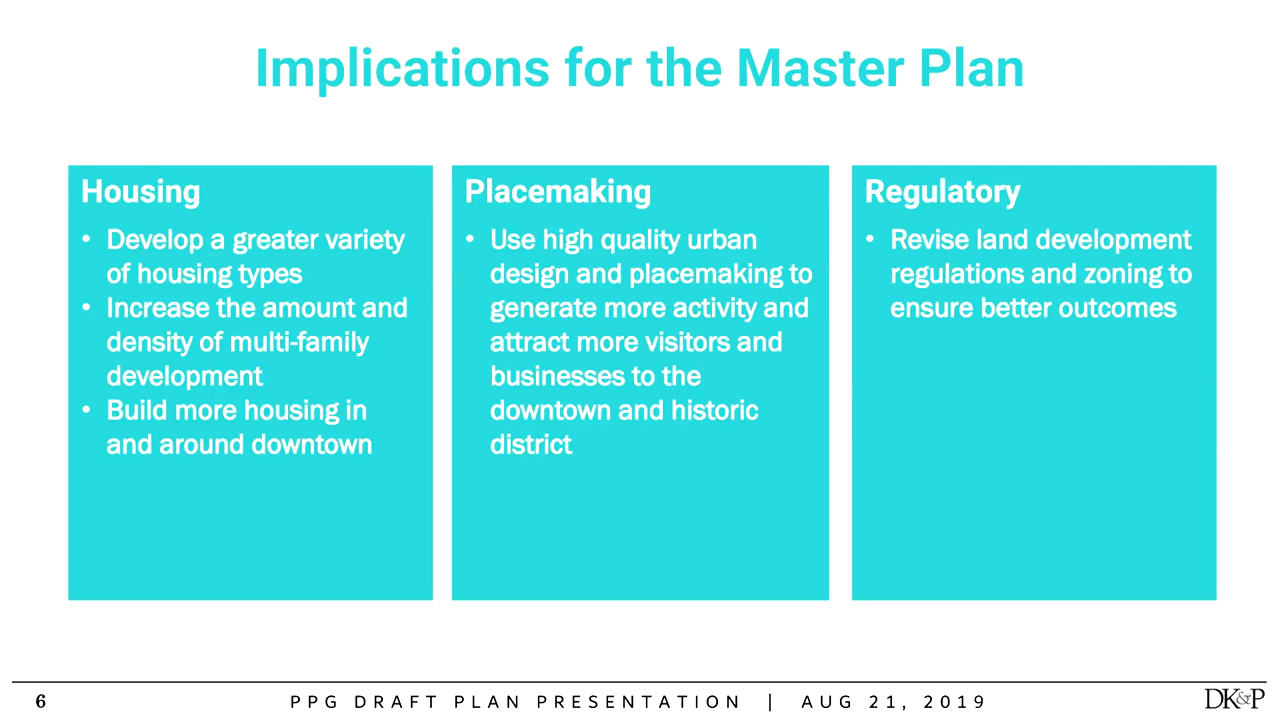 Implications for the Master Plan
Housing
• Develop a greater variety
of housing types
• Increase the amount and
density of multi-family
development
• Build more housing in
and around downtown
Placemaking
• Use high quality urban
design and placemaking to
generate more activity and
attract more visitors and
businesses to the
downtown and historic
district
Regulatory
• Revise land development
regulations and zoning to
ensure better outcomes
6
PPG DRAFT PLAN PRESENTATION | AUG 21, 2019
DK&P